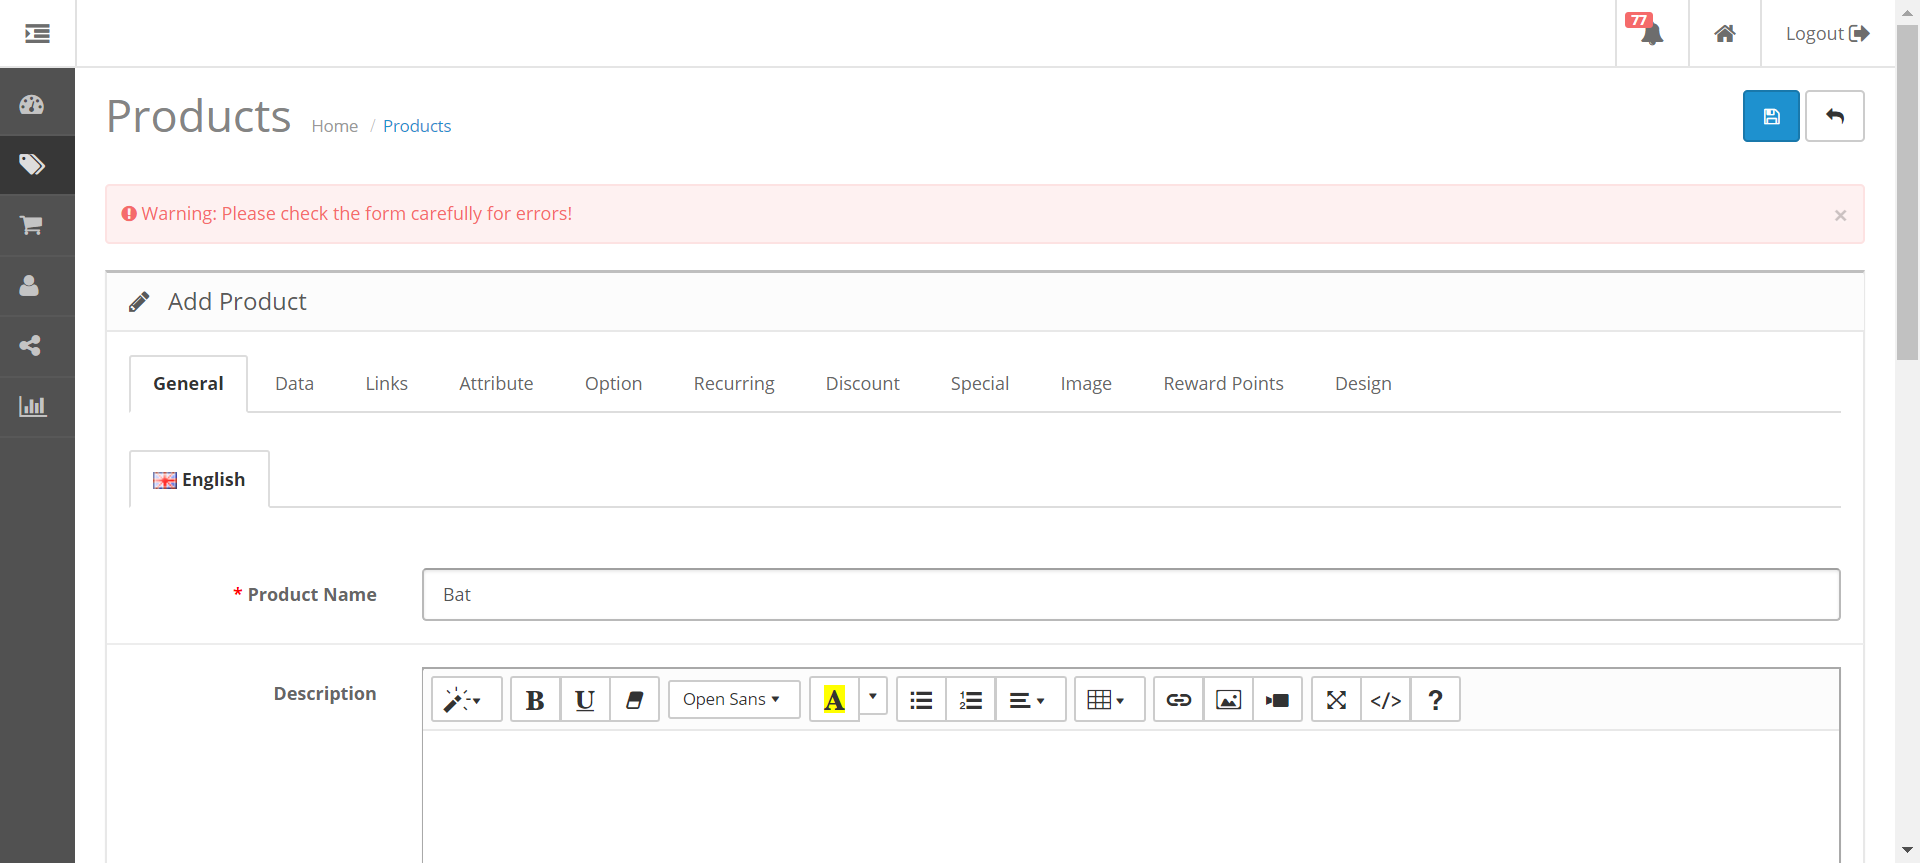 77
Logout
Products Home / Products
Warning: Please check the form carefully for errors!
×
Add Product
General Data Links Attribute Option Recurring Discount Special Image Reward Points Design
English
* Product Name Bat
Description B U Open Sans A </> ?